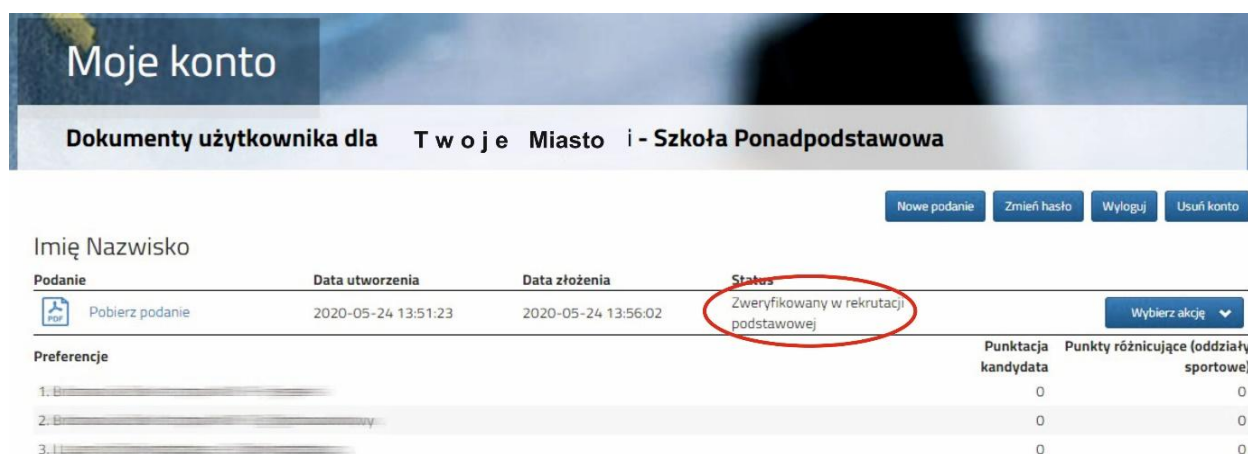 Moje konto
Dokumenty użytkownika dla Twoje Miasto i - Szkoła Ponadpodstawowa
Nowe podanie Zmień hasło Wyloguj Usuń konto
Imię Nazwisko
Podanie Data utworzenia Data złożenia Status
PDF Pobierz podanie 2020-05-24 13:51:23 2020-05-24 13:56:02 Zweryfikowany w rekrutacji podstawowej Wybierz akcję
Preferencje Punktacja kandydata Punkty różnicujące (oddziały sportowe)
1. 0 0
2. 0 0
3. 0 0